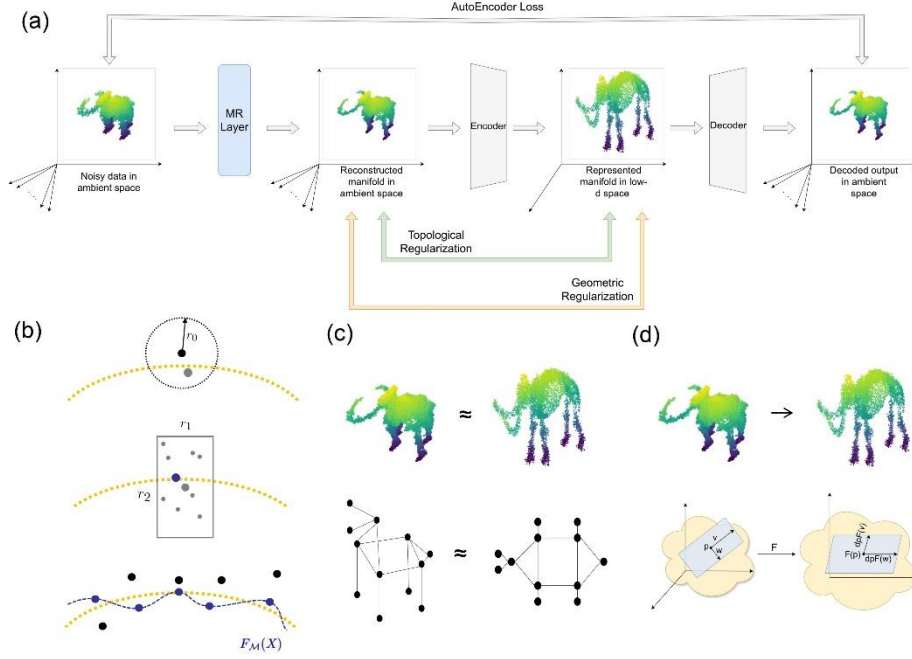 (a)
AutoEncoder Loss
MR
Layer
Encoder
Decoder
Noisy data in
ambient space
Reconstructed
manifold in
ambient space
Represented
manifold in low-
d space
Decoded output
in ambient
space
Topological
Regularization
Geometric
Regularization
(b)
r₀
r₁
r₂
F_M(X)
(c)
≈
≈
(d)
→
p
v
w
F
F(p)
dpF(v)
dpF(w)